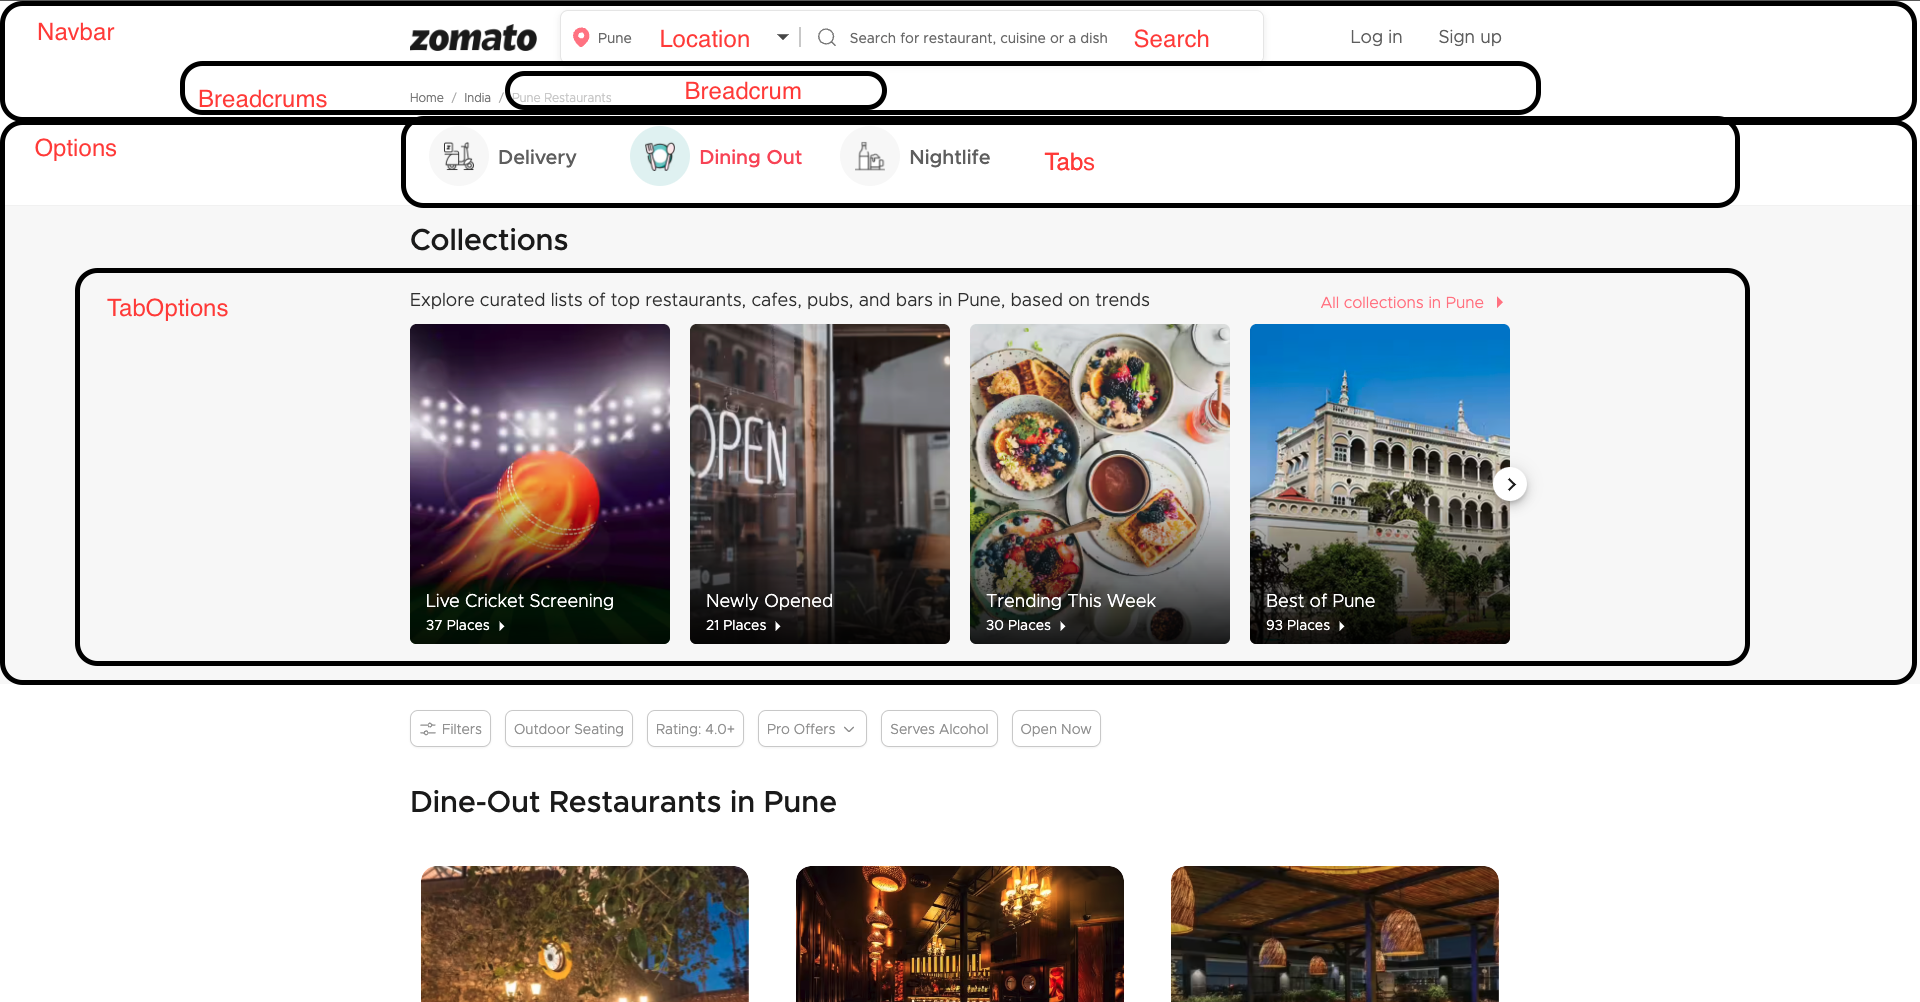 Navbar
zomato
Pune
Location
Search for restaurant, cuisine or a dish
Search
Log in
Sign up
Breadcrums
Home / India / Pune Restaurants
Breadcrum
Options
Delivery
Dining Out
Nightlife
Tabs
Collections
TabOptions
Explore curated lists of top restaurants, cafes, pubs, and bars in Pune, based on trends
All collections in Pune
OPEN
Live Cricket Screening
37 Places
Newly Opened
21 Places
Trending This Week
30 Places
Best of Pune
93 Places
Filters
Outdoor Seating
Rating: 4.0+
Pro Offers
Serves Alcohol
Open Now
Dine-Out Restaurants in Pune